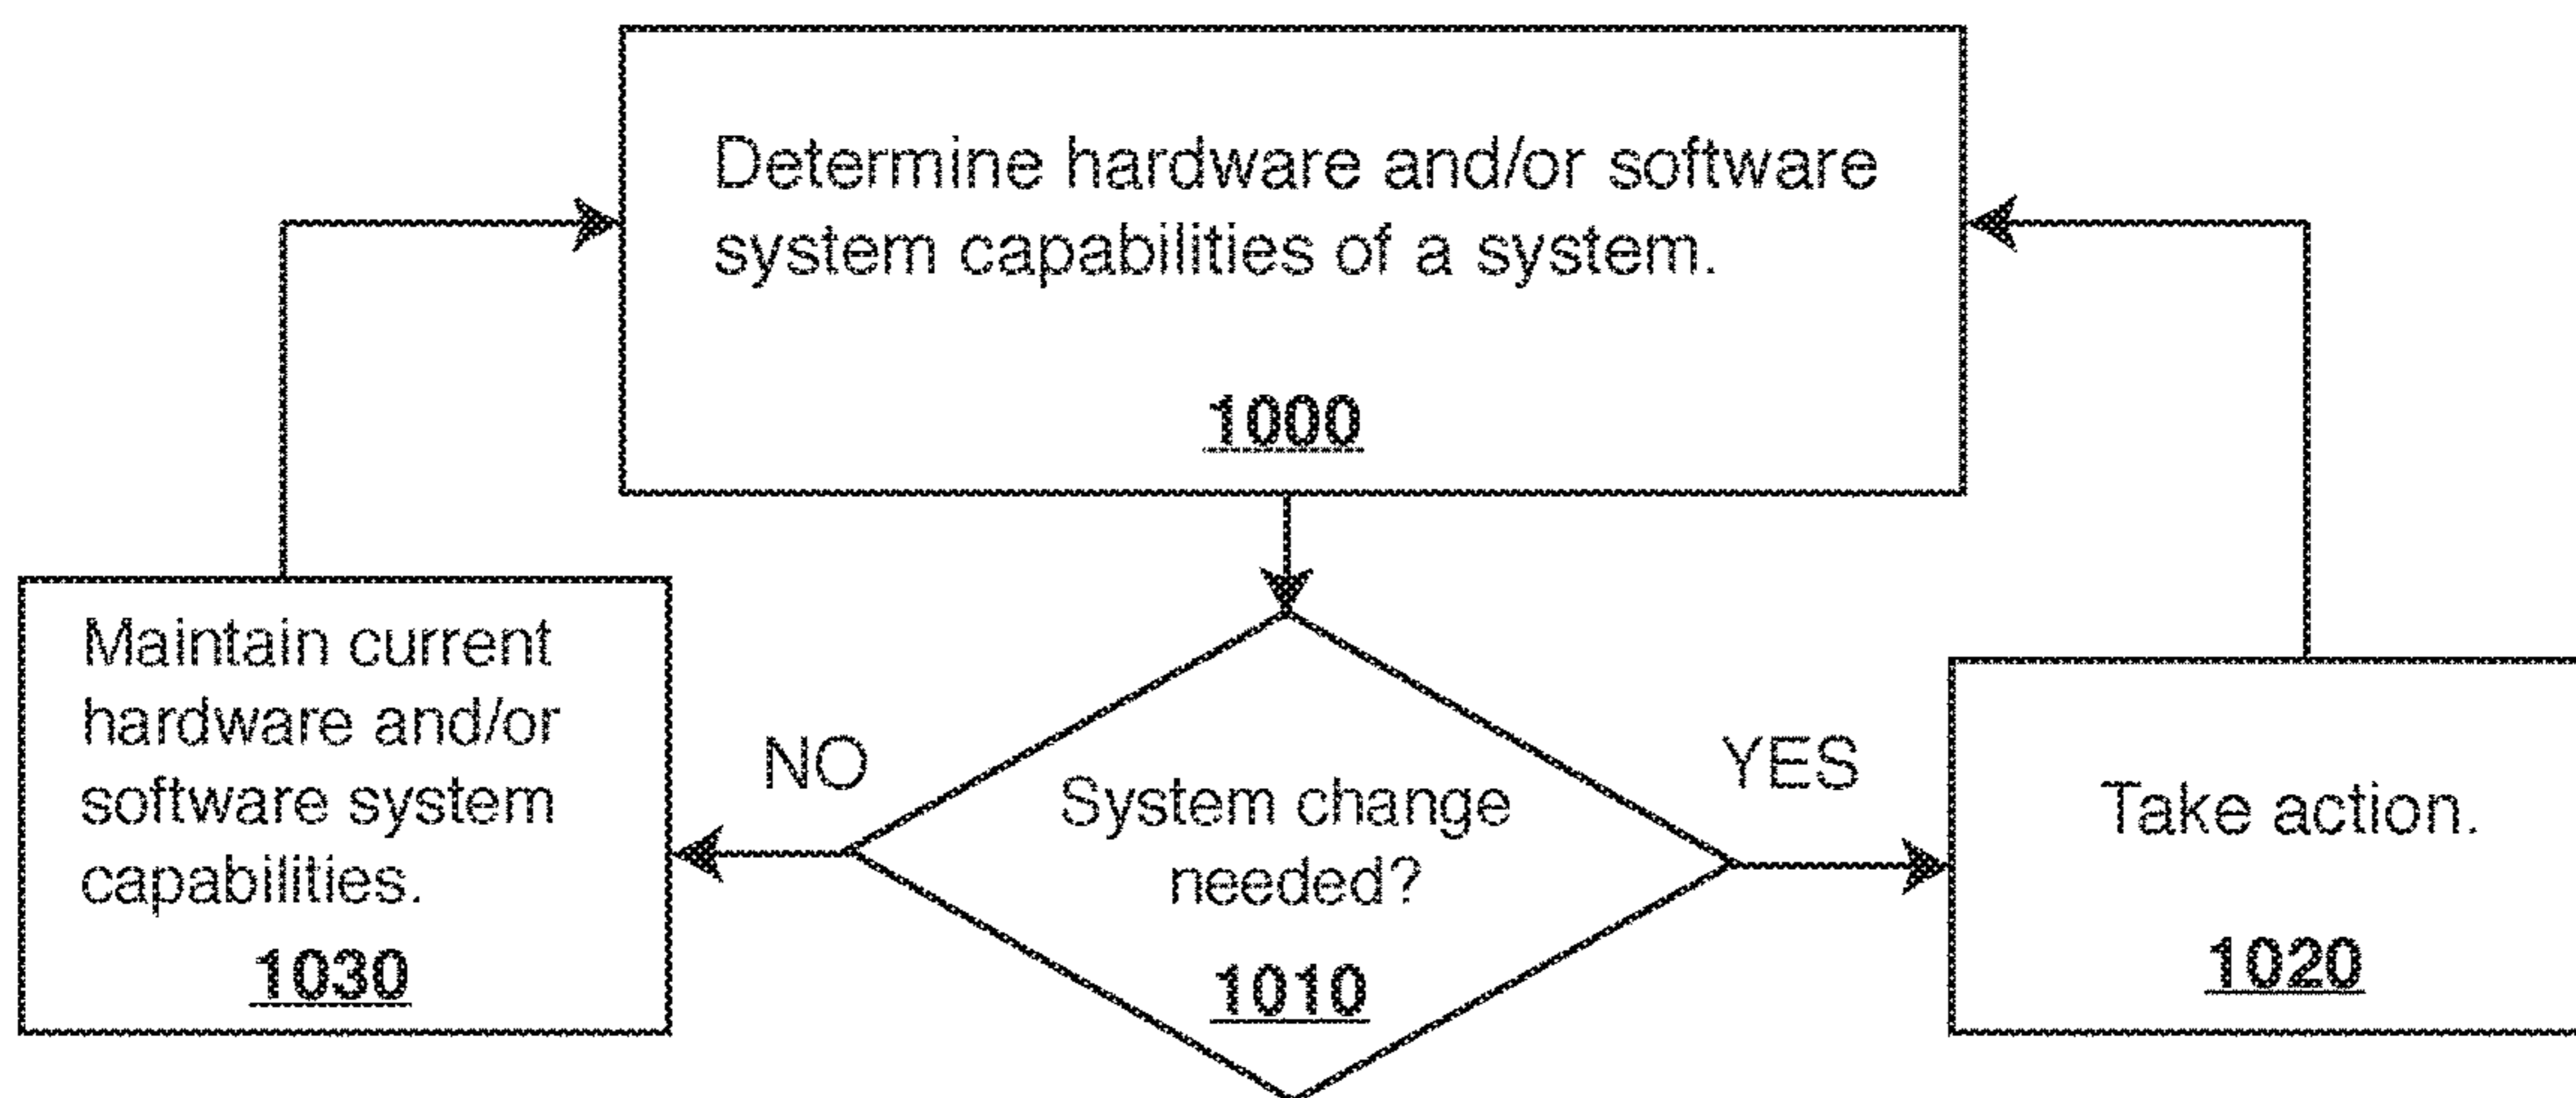 Determine hardware and/or software
system capabilities of a system.
1000
Maintain current
hardware and/or
software system
capabilities.
1030
NO
System change
needed?
1010
YES
Take action.
1020